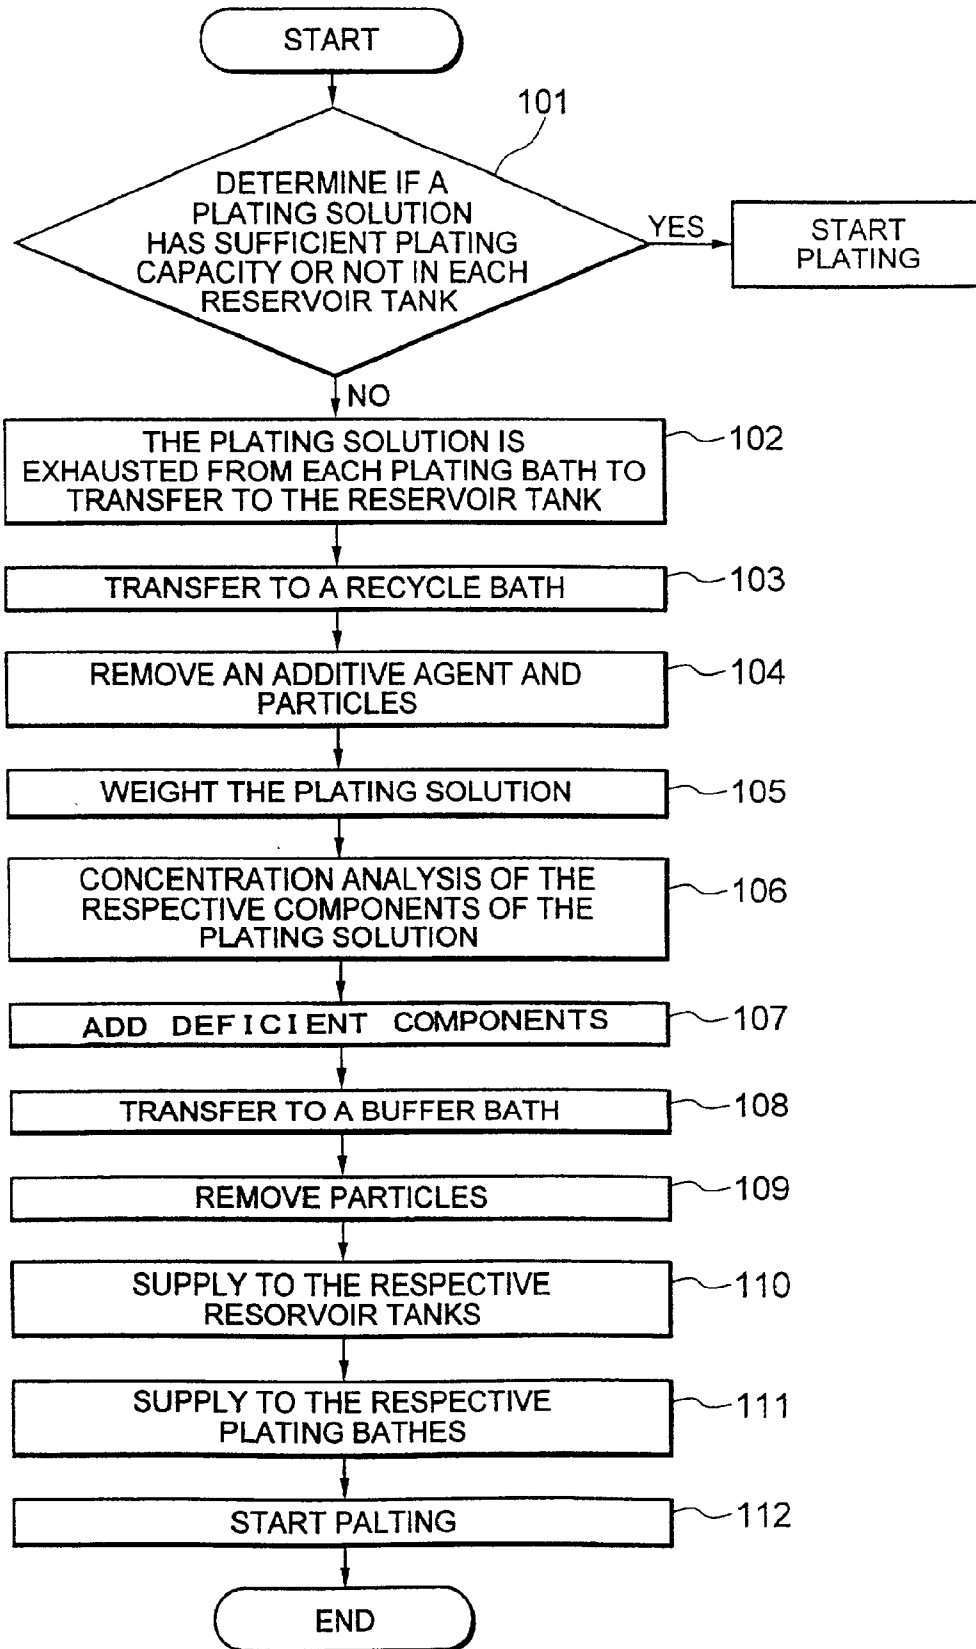 START
101
DETERMINE IF A
PLATING SOLUTION
HAS SUFFICIENT PLATING
CAPACITY OR NOT IN EACH
RESERVOIR TANK
YES
START
PLATING
NO
THE PLATING SOLUTION IS
EXHAUSTED FROM EACH PLATING BATH TO
TRANSFER TO THE RESERVOIR TANK
102
TRANSFER TO A RECYCLE BATH
103
REMOVE AN ADDITIVE AGENT AND
PARTICLES
104
WEIGHT THE PLATING SOLUTION
105
CONCENTRATION ANALYSIS OF THE
RESPECTIVE COMPONENTS OF THE
PLATING SOLUTION
106
ADD DEFICIENT COMPONENTS
107
TRANSFER TO A BUFFER BATH
108
REMOVE PARTICLES
109
SUPPLY TO THE RESPECTIVE
RESORVOIR TANKS
110
SUPPLY TO THE RESPECTIVE
PLATING BATHES
111
START PALTING
112
END